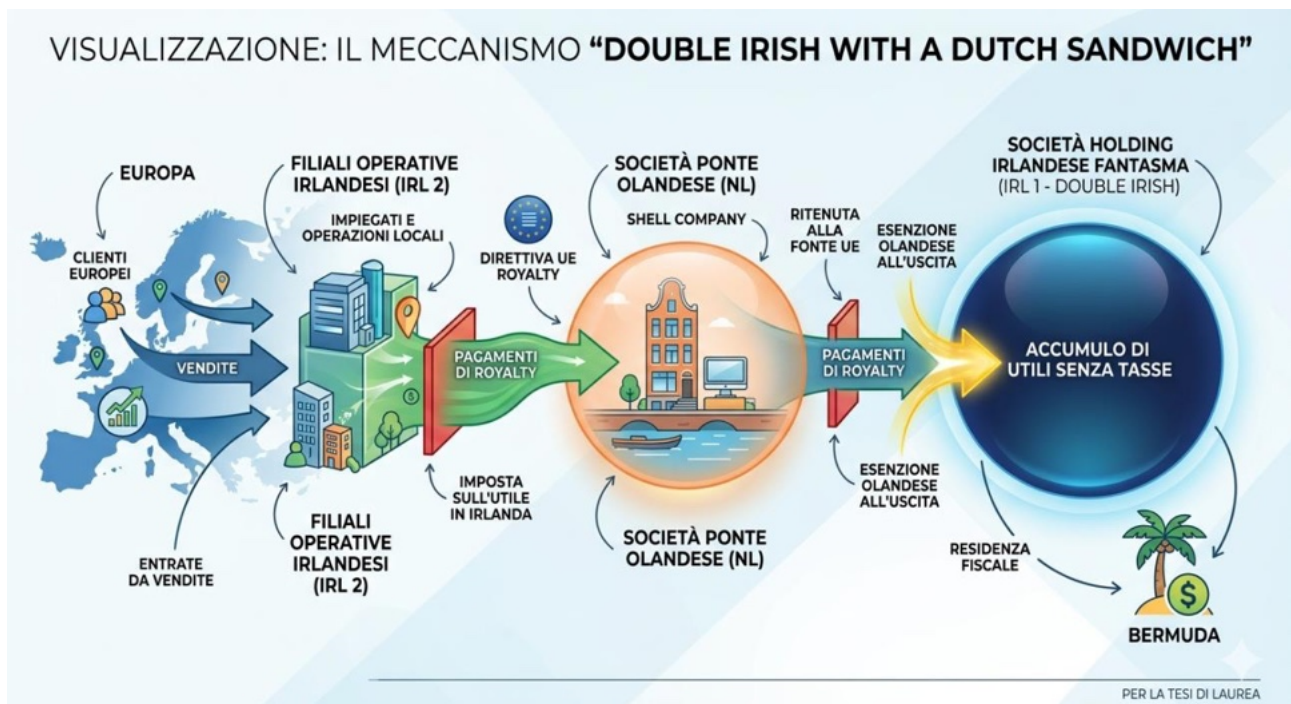 VISUALIZZAZIONE: IL MECCANISMO “DOUBLE IRISH WITH A DUTCH SANDWICH”
EUROPA
CLIENTI
EUROPEI
VENDITE
ENTRATE
DA VENDITE
FILIALI OPERATIVE
IRLANDESI (IRL 2)
IMPIEGATI E
OPERAZIONI LOCALI
$
FILIALI
OPERATIVE
IRLANDESI
(IRL 2)
PAGAMENTI
DI ROYALTY
IMPOSTA
SULL'UTILE
IN IRLANDA
DIRETTIVA UE
ROYALTY
SOCIETÀ PONTE
OLANDESE (NL)
SHELL COMPANY
SOCIETÀ PONTE
OLANDESE (NL)
RITENUTA
ALLA
FONTE UE
PAGAMENTI
DI ROYALTY
ESENZIONE
OLANDESE
ALL'USCITA
ESENZIONE
OLANDESE
ALL'USCITA
SOCIETÀ HOLDING
IRLANDESE FANTASMA
(IRL 1 - DOUBLE IRISH)
ACCUMULO DI
UTILI SENZA TASSE
RESIDENZA
FISCALE
$
BERMUDA
PER LA TESI DI LAUREA